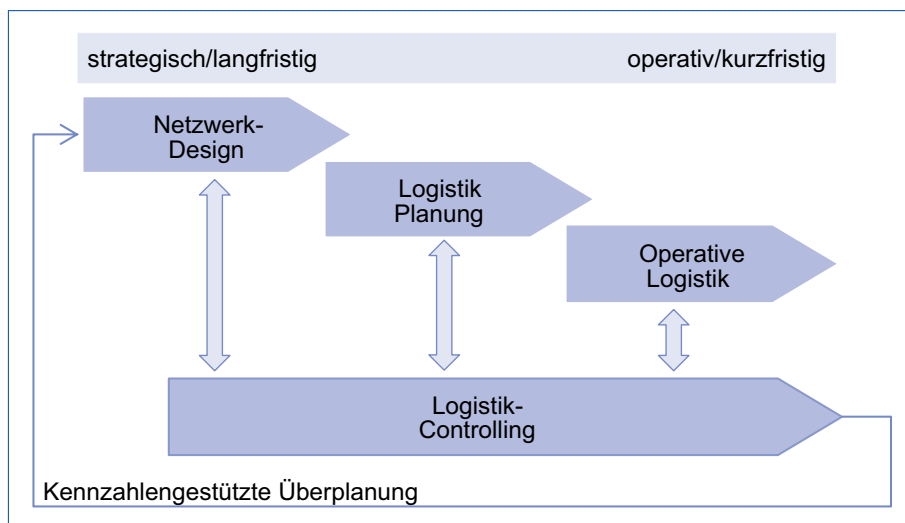 strategisch/langfristig
operativ/kurzfristig
Netzwerk-
Design
Logistik
Planung
Operative
Logistik
Logistik-
Controlling
Kennzahlengestützte Überplanung